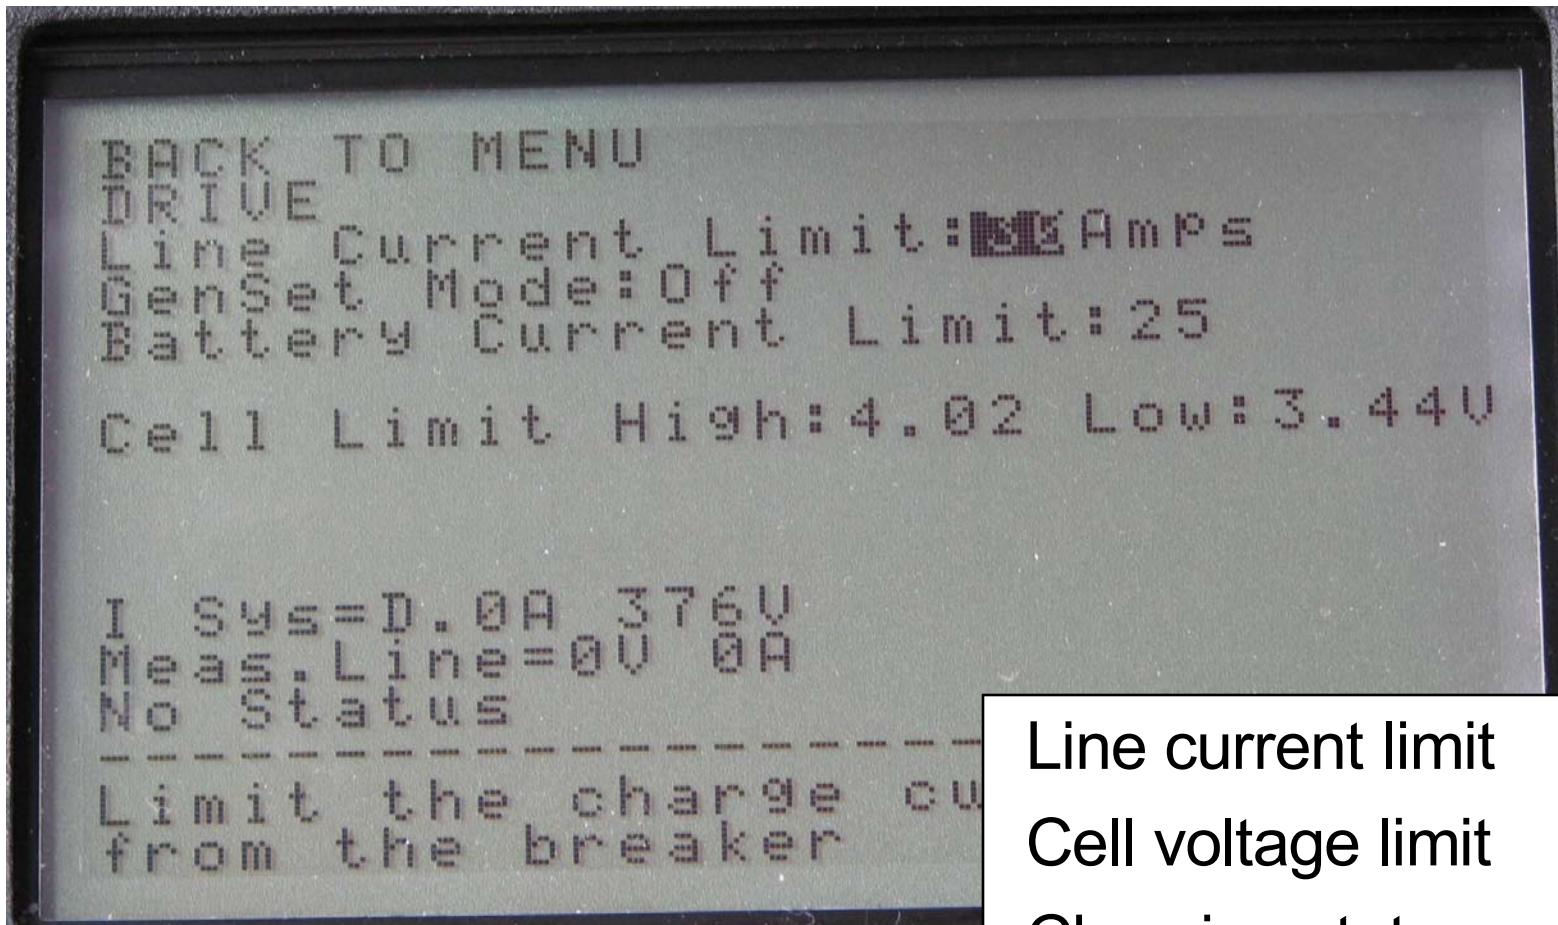 BACK TO MENU
DRIVE
Line Current Limit: Amps
GenSet Mode:Off
Battery Current Limit:25
Cell Limit High:4.02 Low:3.44V
I Sys=D.0A 376V
Meas.Line=0V 0A
No Status
--------------------
Limit the charge
from the breaker
Line current limit
Cell voltage limit